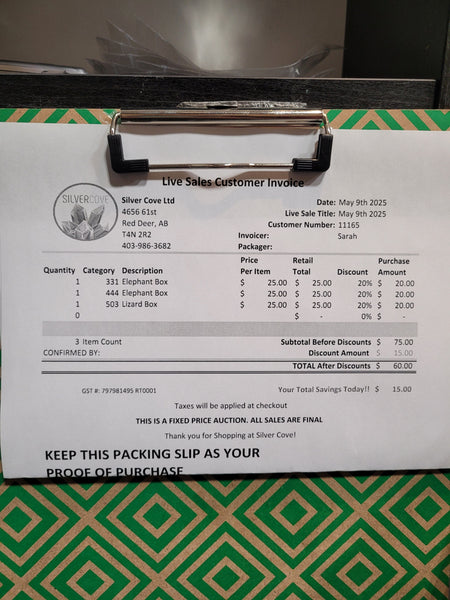 Live Sales Customer Invoice
SILVERCOVE
Silver Cove Ltd
4656 61st
Red Deer, AB
T4N 2R2
403-986-3682
Date: May 9th 2025
Live Sale Title: May 9th 2025
Customer Number: 11165
Invoicer: Sarah
Packager:
Quantity Category Description Price Per Item Retail Total Discount Purchase Amount
1 331 Elephant Box $ 25.00 $ 25.00 20% $ 20.00
1 444 Elephant Box $ 25.00 $ 25.00 20% $ 20.00
1 503 Lizard Box $ 25.00 $ 25.00 20% $ 20.00
0 $ - 0% $ -
3 Item Count Subtotal Before Discounts $ 75.00
CONFIRMED BY: Discount Amount $ 15.00
TOTAL After Discounts $ 60.00
GST #: 797981495 RT0001 Your Total Savings Today!! $ 15.00
Taxes will be applied at checkout
THIS IS A FIXED PRICE AUCTION. ALL SALES ARE FINAL
Thank you for Shopping at Silver Cove!
KEEP THIS PACKING SLIP AS YOUR
PROOF OF PURCHASE